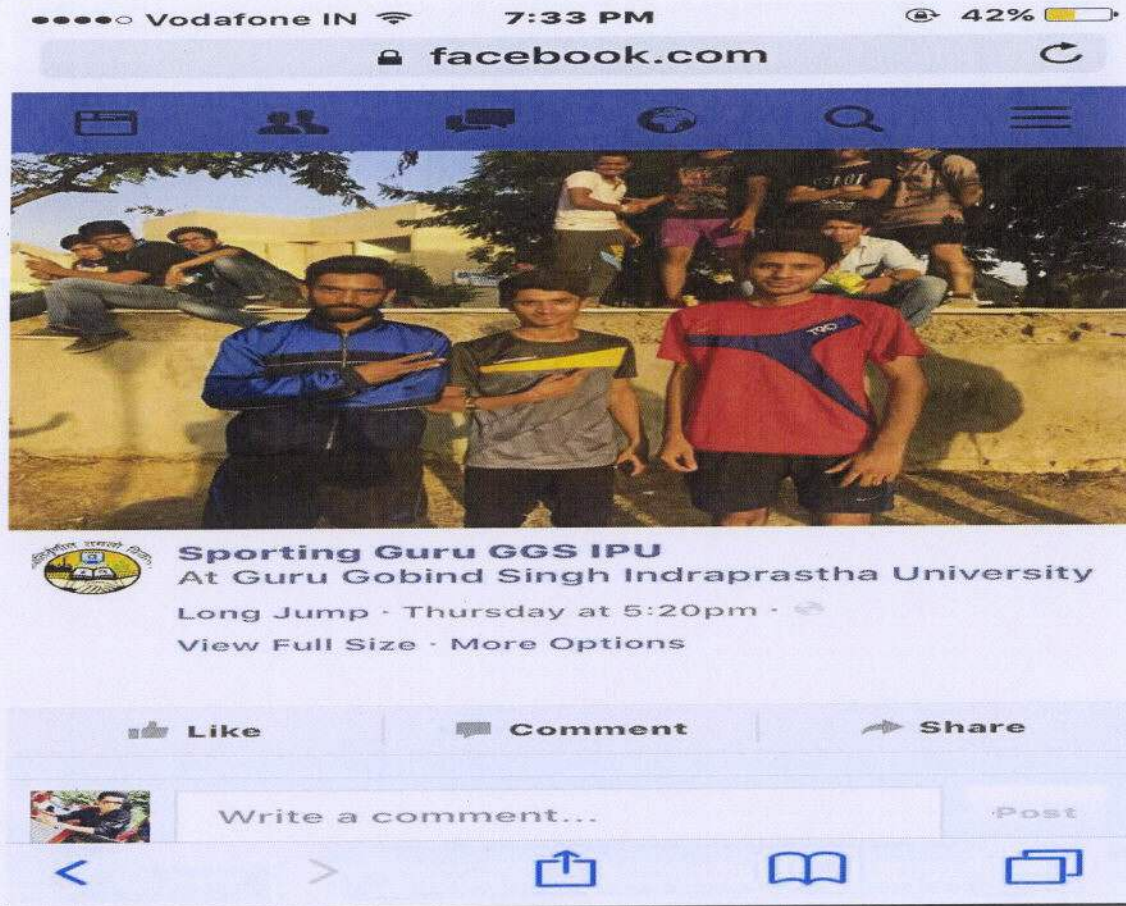 Vodafone IN 7:33 PM 42%
facebook.com
Sporting Guru GGS IPU
At Guru Gobind Singh Indraprastha University
Long Jump · Thursday at 5:20pm ·
View Full Size · More Options
Like Comment Share
Write a comment... Post